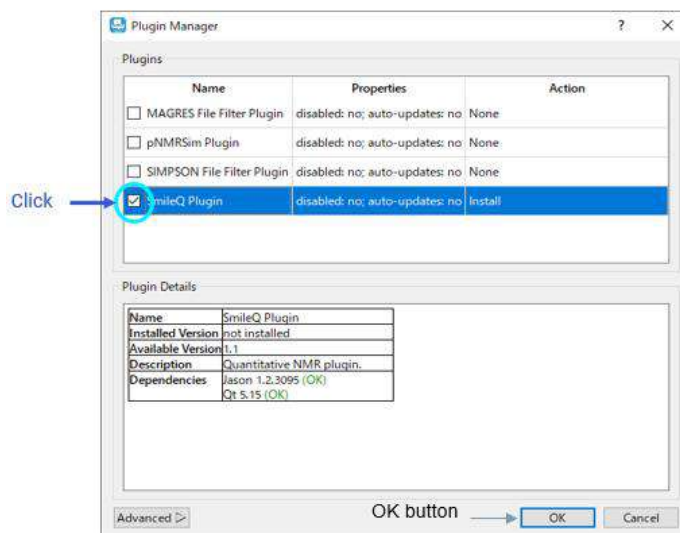 Plugin Manager ? ×
Plugins
Name Properties Action
MAGRES File Filter Plugin disabled: no; auto-updates: no None
pNMRSim Plugin disabled: no; auto-updates: no None
SIMPSON File Filter Plugin disabled: no; auto-updates: no None
Click SmileQ Plugin disabled: no; auto-updates: no Install
Plugin Details
Name SmileQ Plugin
Installed Version not installed
Available Version 1.1
Description Quantitative NMR plugin.
Dependencies Jason 1.2.3095 (OK)
Qt 5.15 (OK)
Advanced OK button OK Cancel